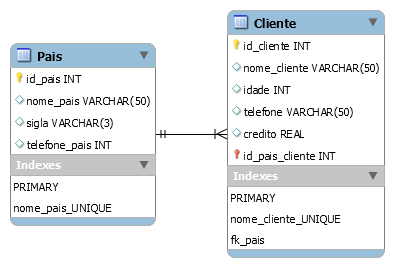 Pais
id_pais INT
nome_pais VARCHAR(50)
sigla VARCHAR(3)
telefone_pais INT
Indexes
PRIMARY
nome_pais_UNIQUE
Cliente
id_cliente INT
nome_cliente VARCHAR(50)
idade INT
telefone VARCHAR(50)
credito REAL
id_pais_cliente INT
Indexes
PRIMARY
nome_cliente_UNIQUE
fk_pais